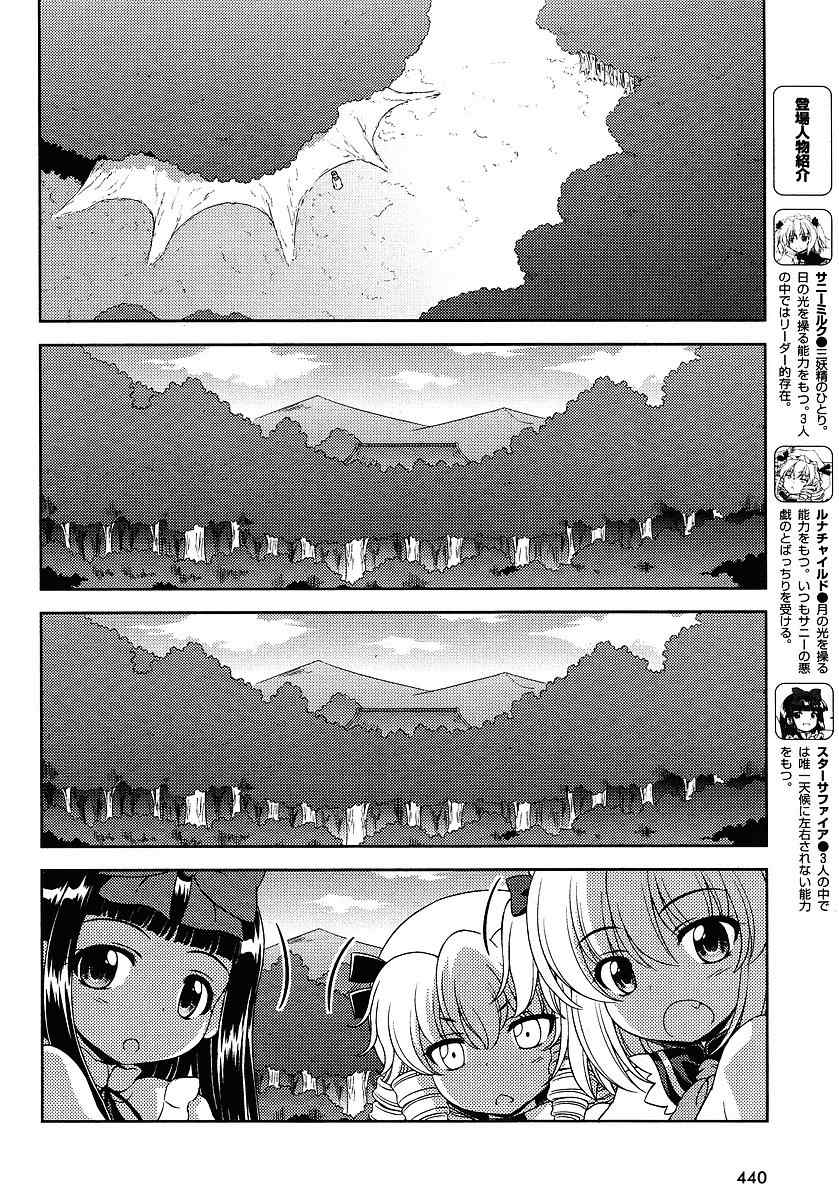 登場人物紹介
サニーミルク●三妖精のひとり。
日の光を操る能力をもつ。3人
の中ではリーダー的存在。
ルナチャイルド●月の光を操る
能力をもつ。いつもサニーの悪
戯のとばっちりを受ける。
スターサファイア●3人の中で
は唯一天候に左右されない能力
をもつ。
440